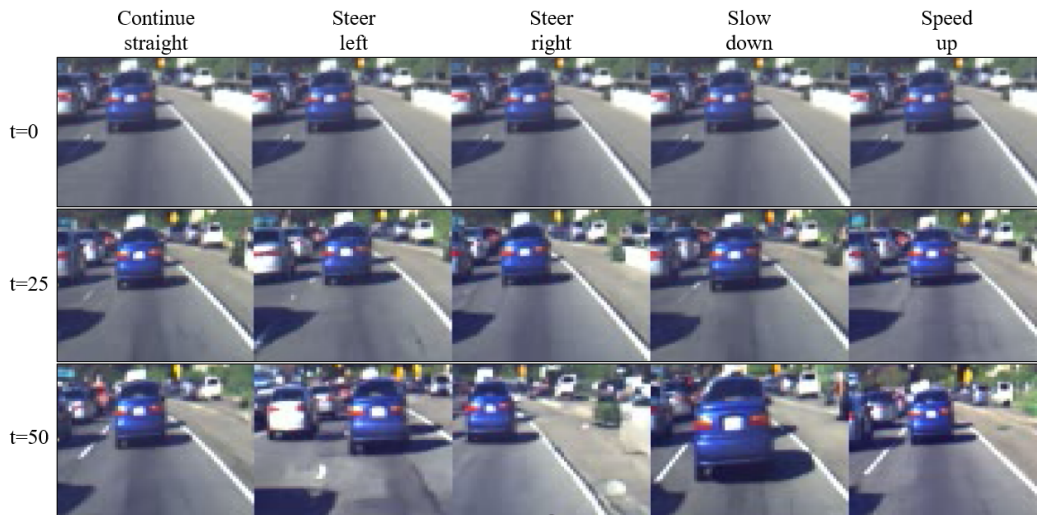 Continue straight
Steer left
Steer right
Slow down
Speed up
t=0
t=25
t=50